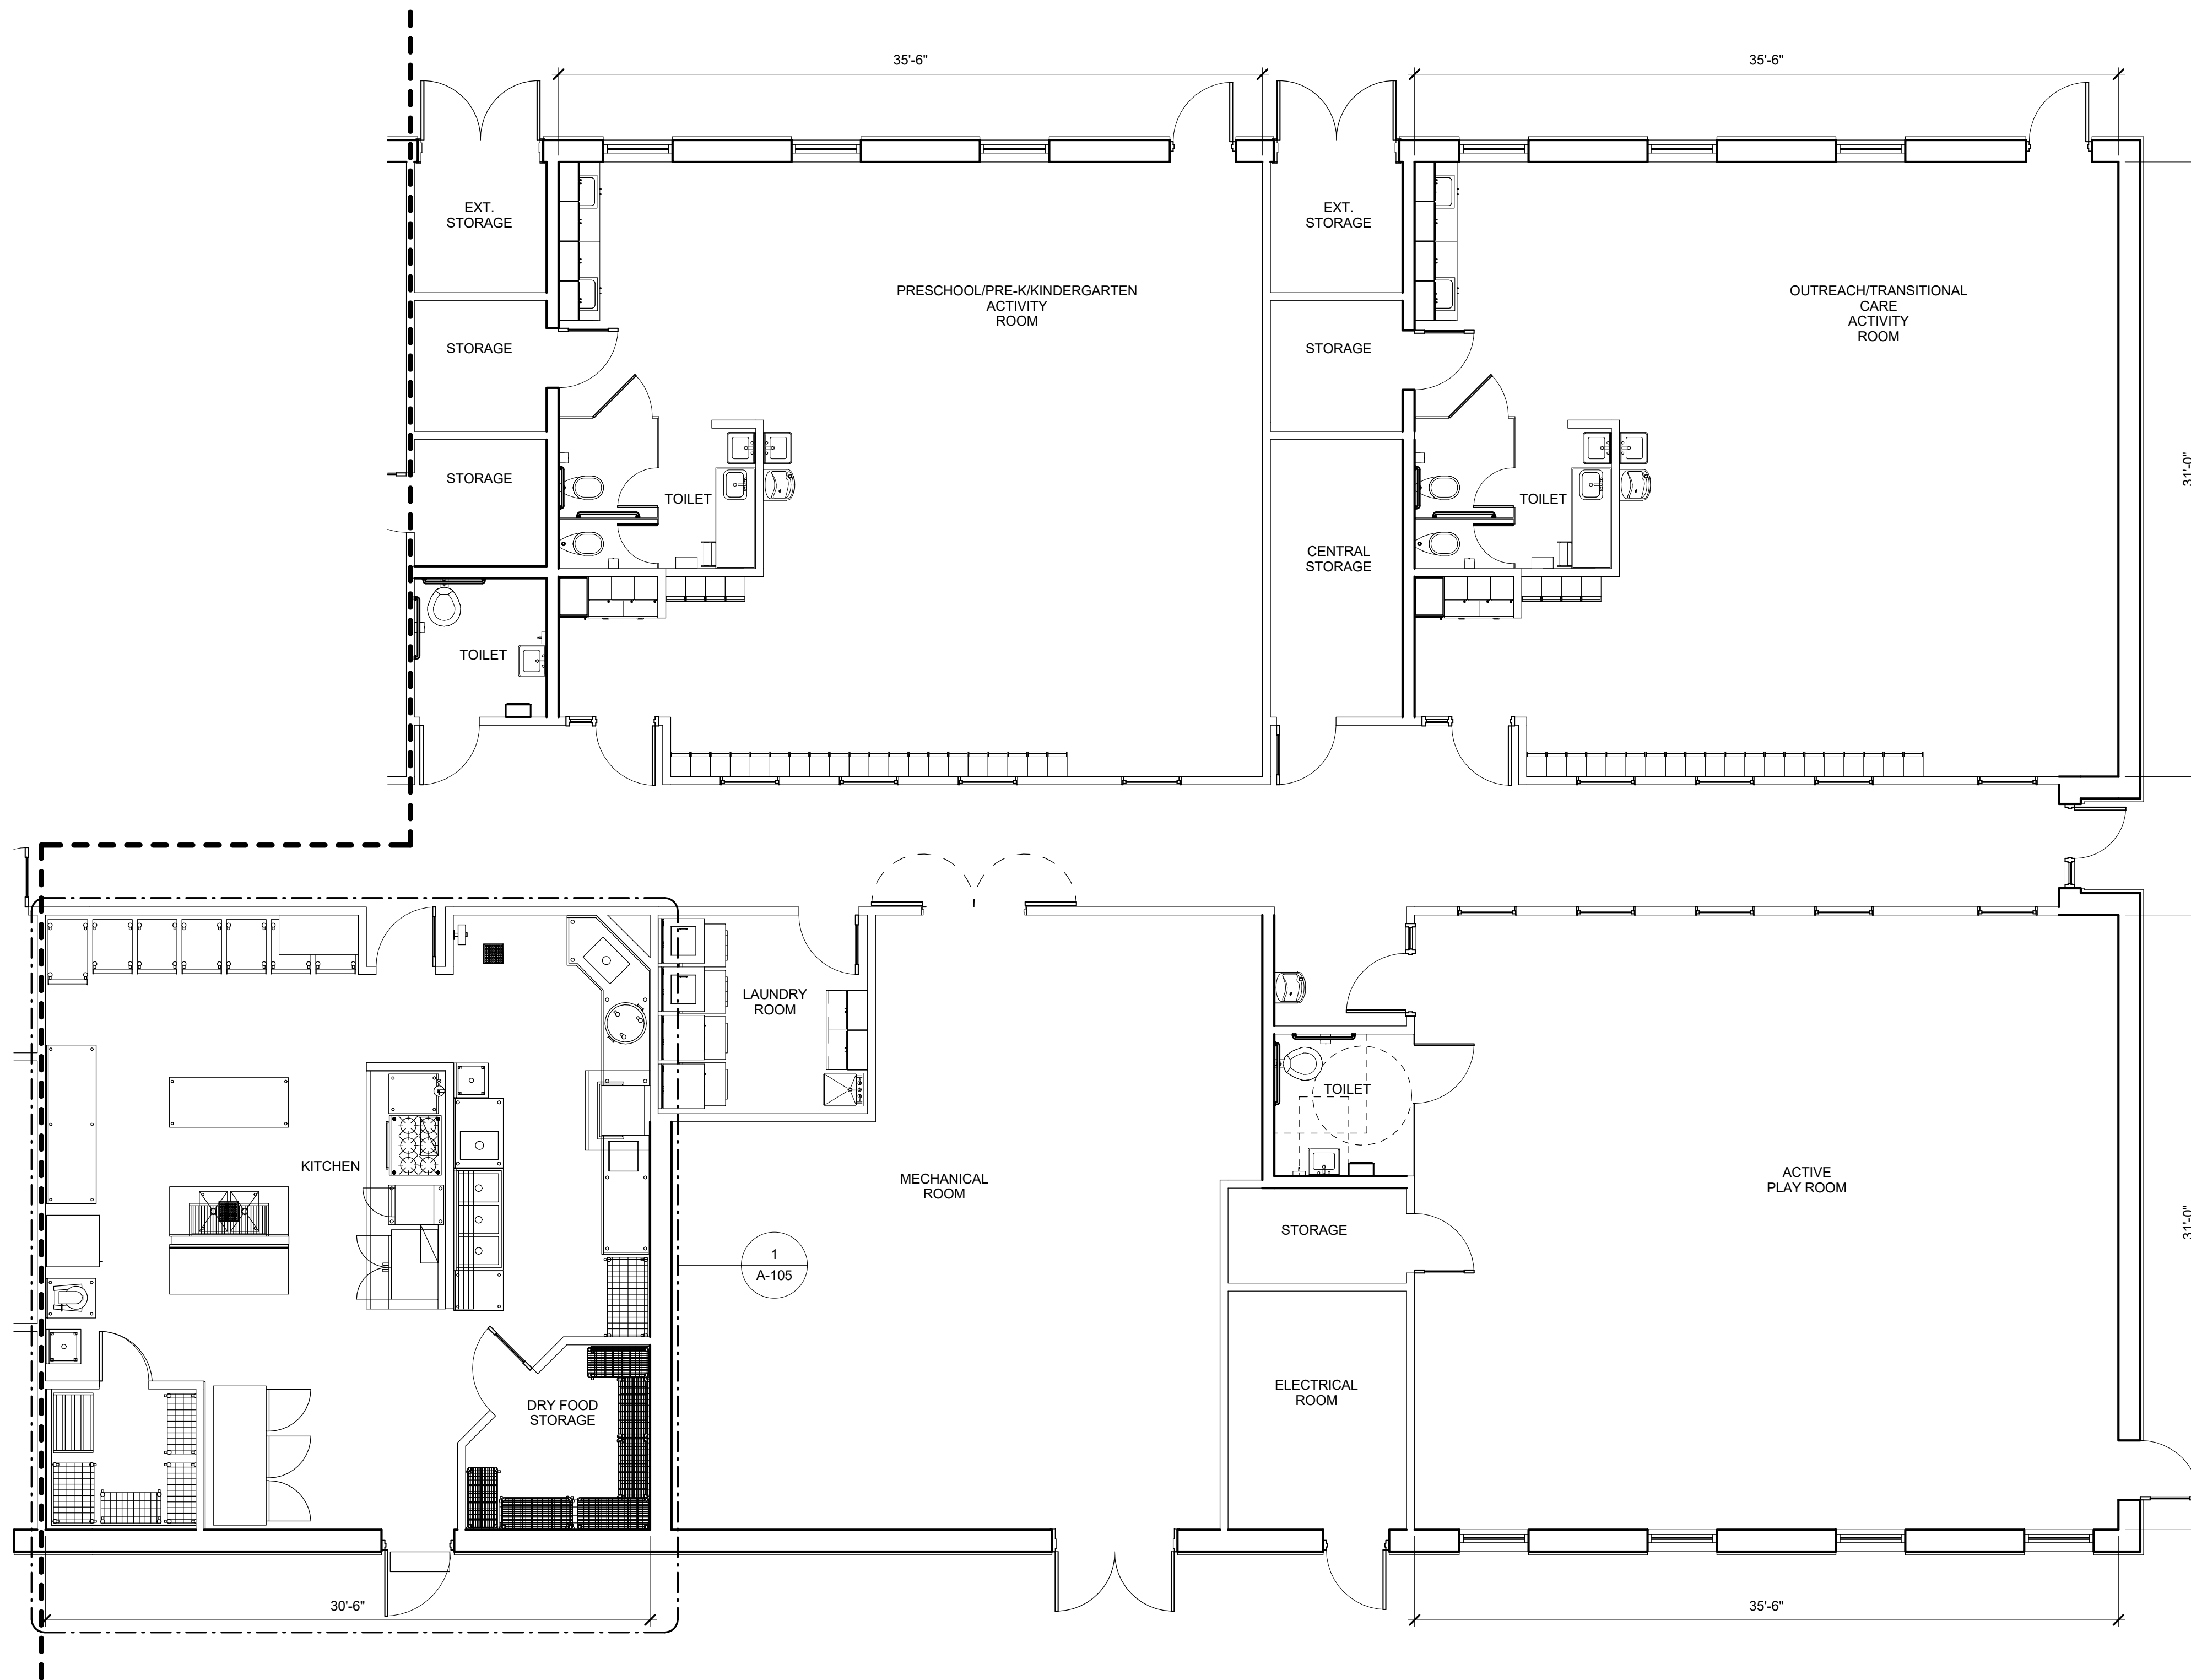 35'-6"
35'-6"
EXT.
STORAGE
EXT.
STORAGE
PRESCHOOL/PRE-K/KINDERGARTEN
ACTIVITY
ROOM
OUTREACH/TRANSITIONAL
CARE
ACTIVITY
ROOM
STORAGE
STORAGE
31'-0"
STORAGE
TOILET
TOILET
CENTRAL
STORAGE
TOILET
LAUNDRY
ROOM
TOILET
KITCHEN
MECHANICAL
ROOM
ACTIVE
PLAY ROOM
STORAGE
31'-0"
1
A-105
ELECTRICAL
ROOM
DRY FOOD
STORAGE
30'-6"
35'-6"